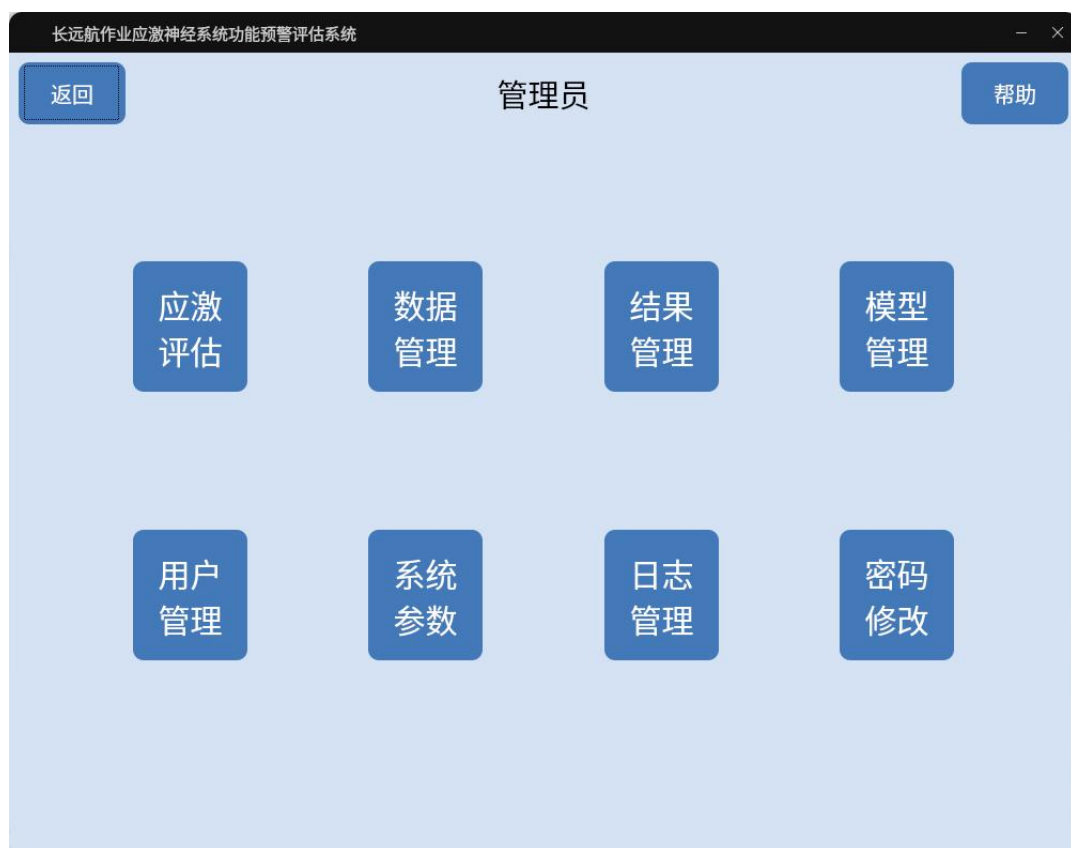 长远航作业应激神经系统功能预警评估系统
返回
管理员
帮助
应激
评估
数据
管理
结果
管理
模型
管理
用户
管理
系统
参数
日志
管理
密码
修改